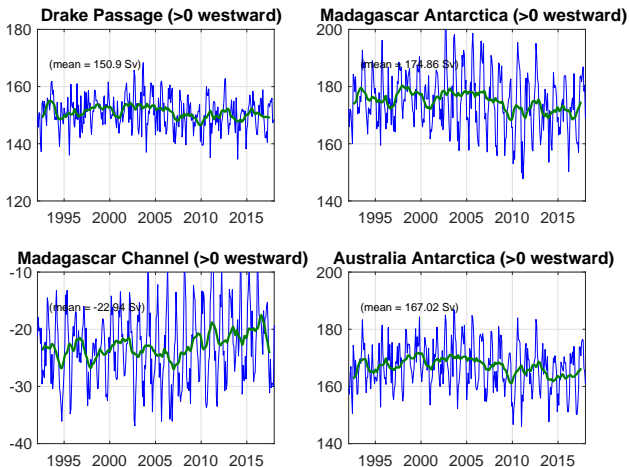 Drake Passage (>0 westward)
180
160
140
120
(mean = 150.9 Sv)
1995 2000 2005 2010 2015
Madagascar Antarctica (>0 westward)
200
180
160
140
(mean = 174.86 Sv)
1995 2000 2005 2010 2015
Madagascar Channel (>0 westward)
-10
-20
-30
-40
(mean = -22.94 Sv)
1995 2000 2005 2010 2015
Australia Antarctica (>0 westward)
200
180
160
140
(mean = 167.02 Sv)
1995 2000 2005 2010 2015